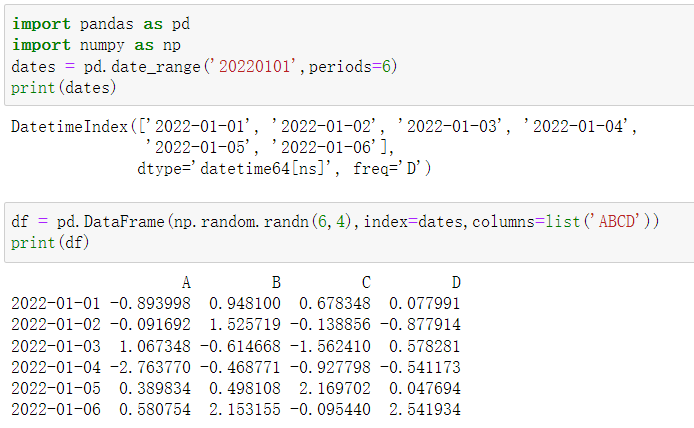 import pandas as pd
import numpy as np
dates = pd.date_range('20220101',periods=6)
print(dates)
DatetimeIndex(['2022-01-01', '2022-01-02', '2022-01-03', '2022-01-04',
               '2022-01-05', '2022-01-06'],
              dtype='datetime64[ns]', freq='D')
df = pd.DataFrame(np.random.randn(6,4),index=dates,columns=list('ABCD'))
print(df)
                   A         B         C         D
2022-01-01 -0.893998  0.948100  0.678348  0.077991
2022-01-02 -0.091692  1.525719 -0.138856 -0.877914
2022-01-03  1.067348 -0.614668 -1.562410  0.578281
2022-01-04 -2.763770 -0.468771 -0.927798 -0.541173
2022-01-05  0.389834  0.498108  2.169702  0.047694
2022-01-06  0.580754  2.153155 -0.095440  2.541934